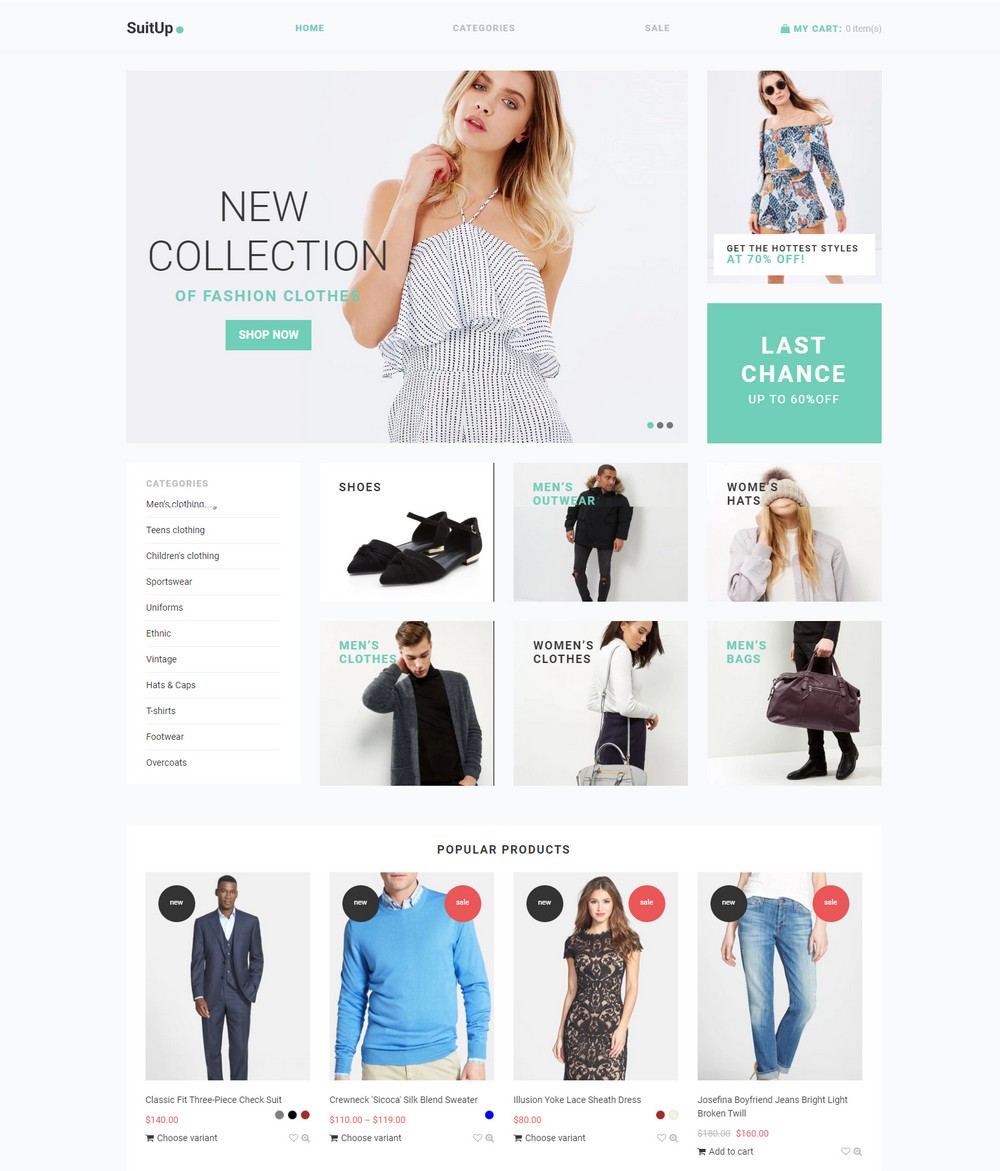 SuitUp
HOME
CATEGORIES
SALE
MY CART: 0 item(s)
NEW
COLLECTION
OF FASHION CLOTHES
SHOP NOW
GET THE HOTTEST STYLES
AT 70% OFF!
LAST
CHANCE
UP TO 60%OFF
CATEGORIES
Men's clothing
Teens clothing
Children's clothing
Sportswear
Uniforms
Ethnic
Vintage
Hats & Caps
T-shirts
Footwear
Overcoats
SHOES
MEN'S
OUTWEAR
WOME'S
HATS
MEN'S
CLOTHES
WOMEN'S
CLOTHES
MEN'S
BAGS
POPULAR PRODUCTS
new
new
sale
new
sale
new
sale
Classic Fit Three-Piece Check Suit
$140.00
Choose variant
Crewneck 'Sicoca' Silk Blend Sweater
$110.00 – $119.00
Choose variant
Illusion Yoke Lace Sheath Dress
$80.00
Choose variant
Josefina Boyfriend Jeans Bright Light
Broken Twill
$180.00 $160.00
Add to cart